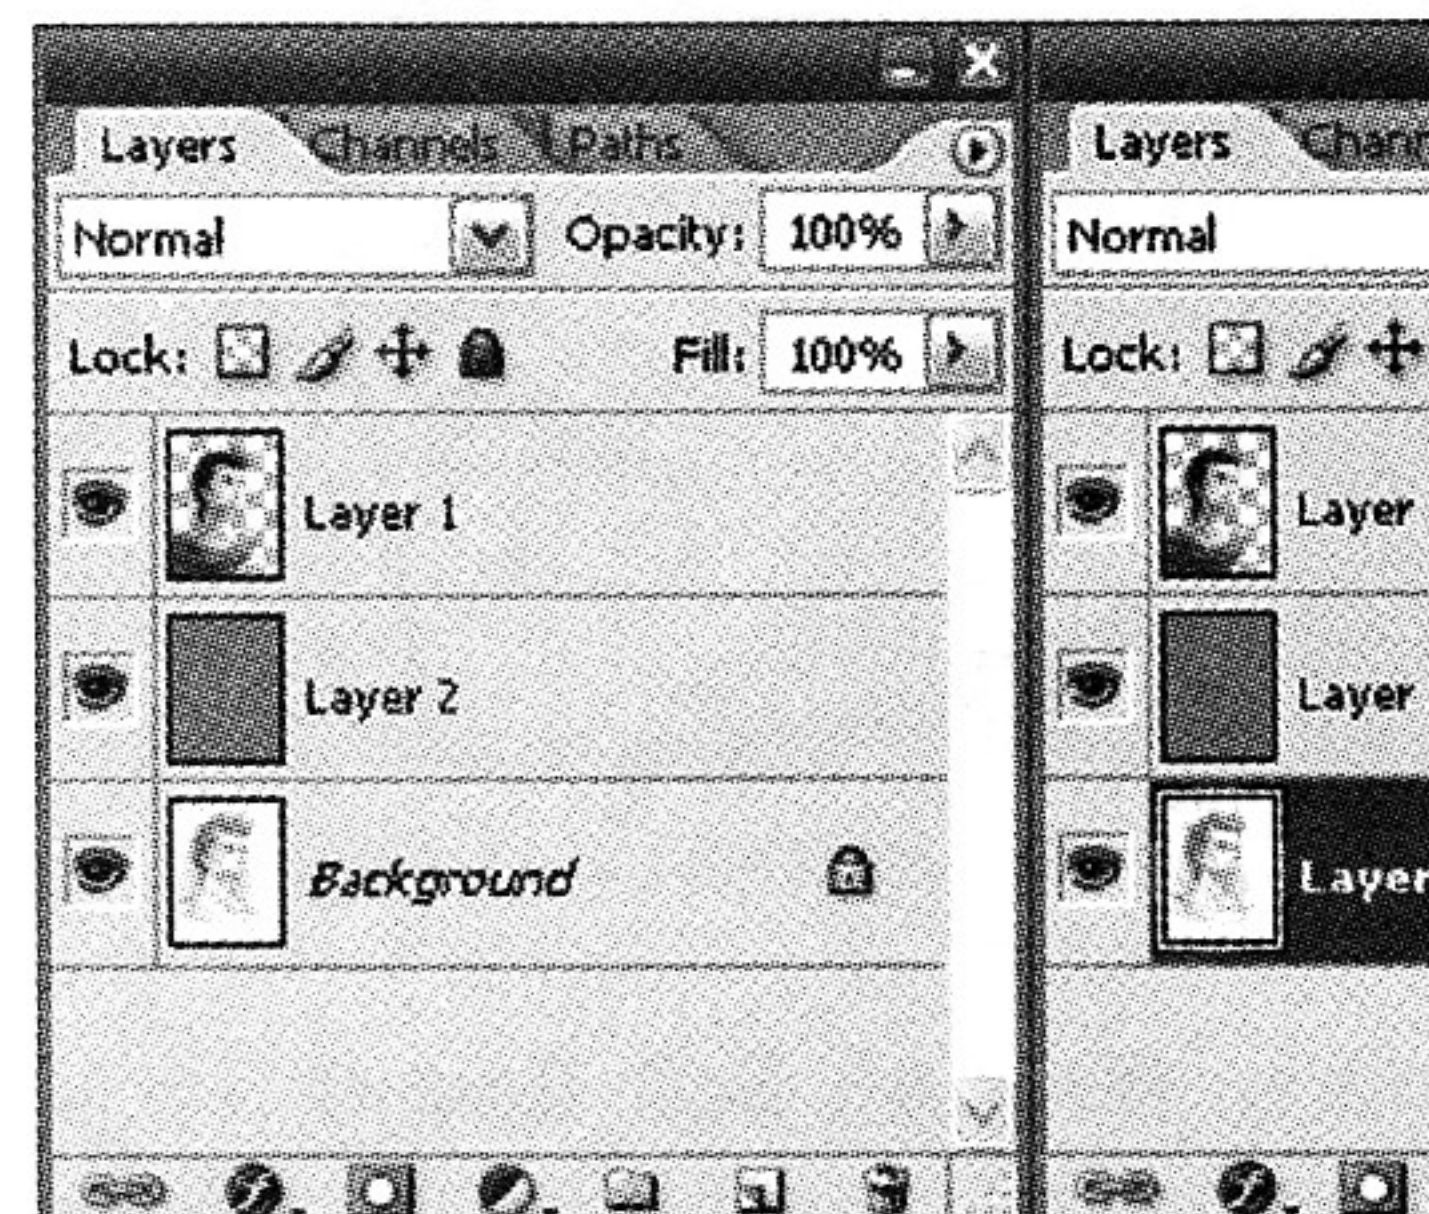 Layers Channels Paths
Normal Opacity: 100%
Lock: Fill: 100%
Layer 1
Layer 2
Background
Layers Chann
Normal
Lock:
Layer
Layer
Layer